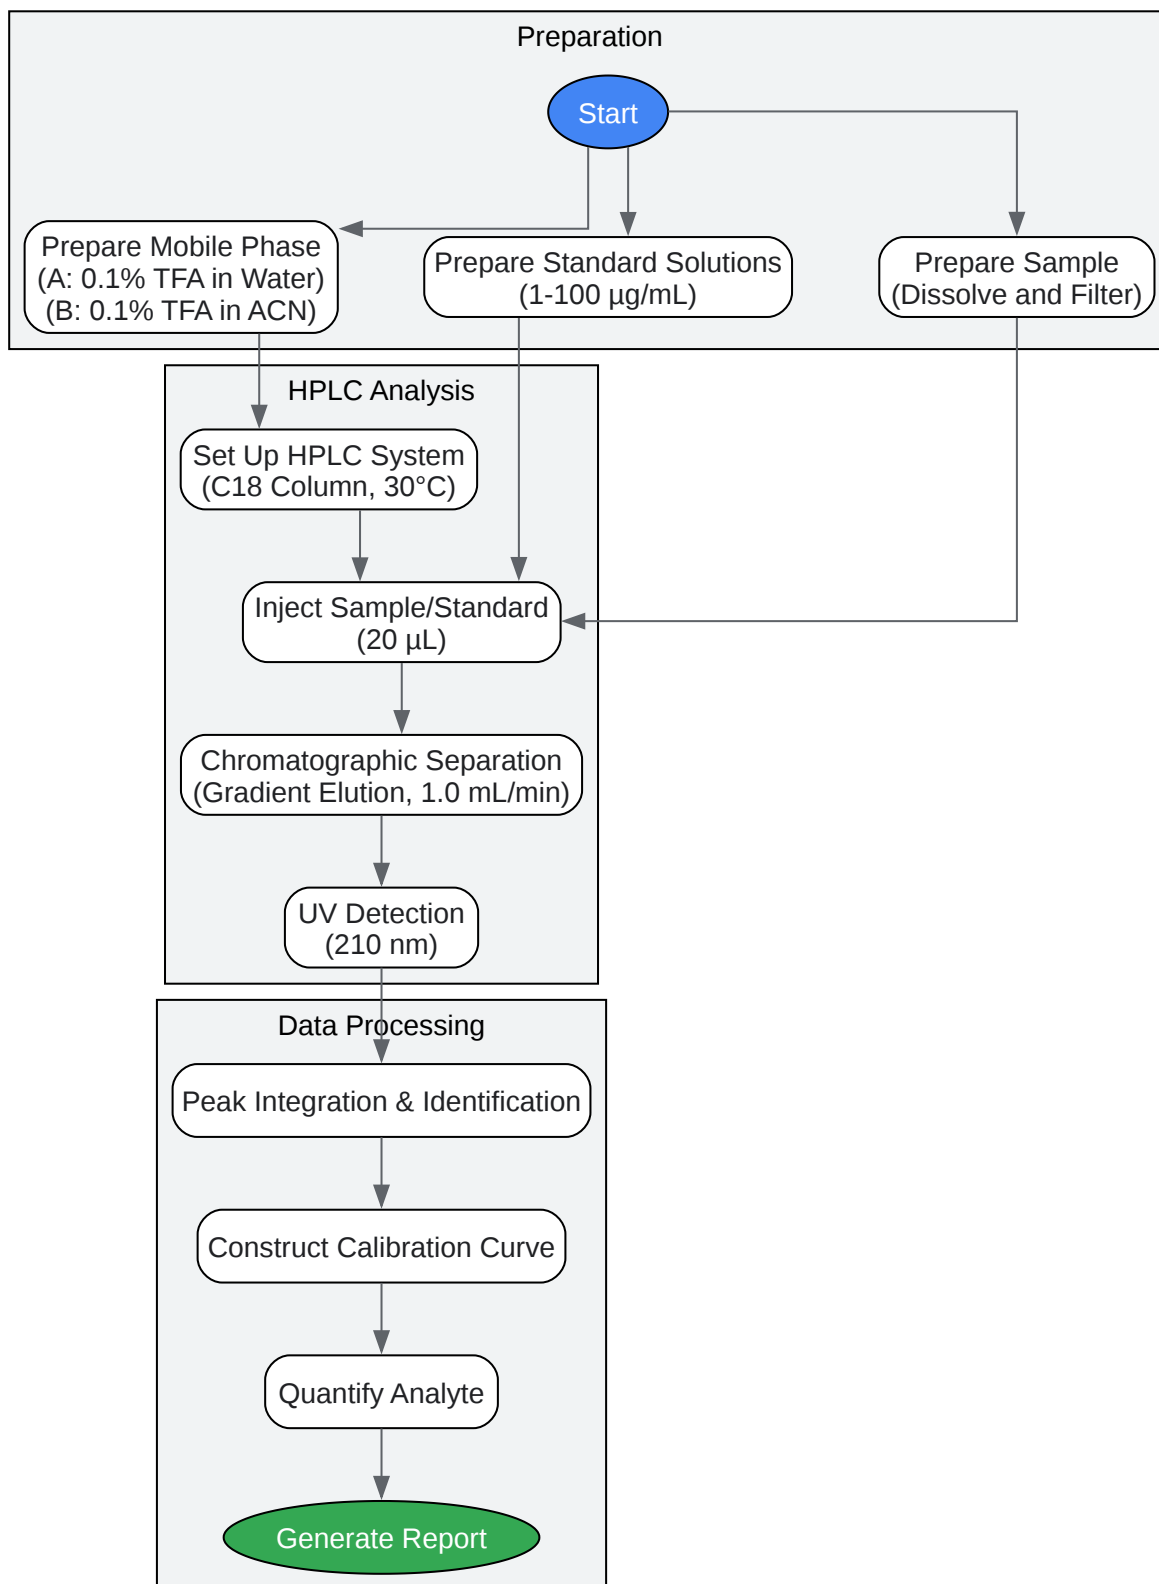 Preparation
Start
Prepare Mobile Phase
(A: 0.1% TFA in Water)
(B: 0.1% TFA in ACN)
Prepare Standard Solutions
(1-100 µg/mL)
Prepare Sample
(Dissolve and Filter)
HPLC Analysis
Set Up HPLC System
(C18 Column, 30°C)
Inject Sample/Standard
(20 µL)
Chromatographic Separation
(Gradient Elution, 1.0 mL/min)
UV Detection
(210 nm)
Data Processing
Peak Integration & Identification
Construct Calibration Curve
Quantify Analyte
Generate Report